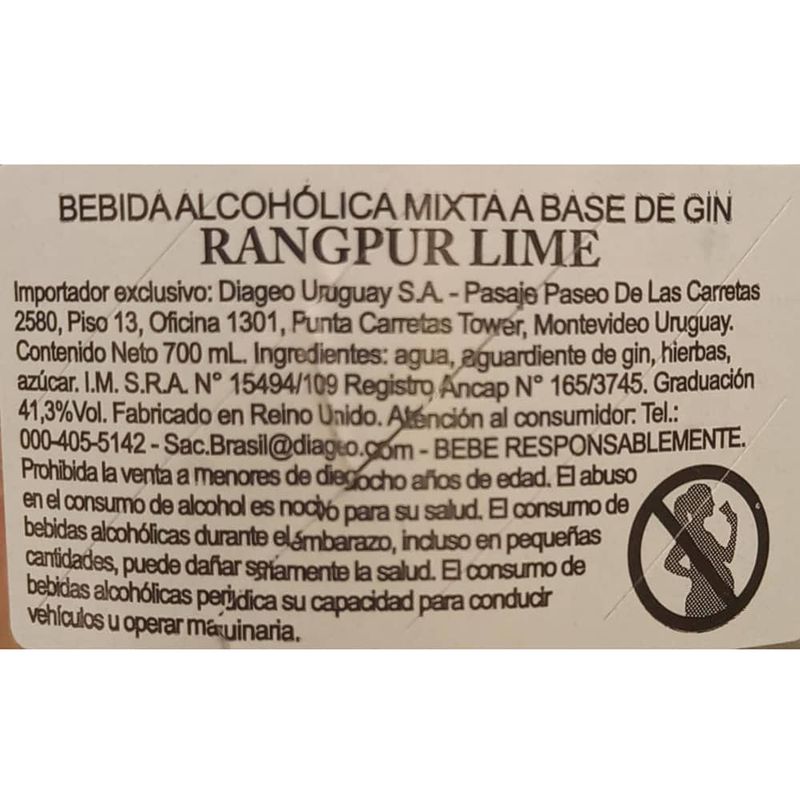 BEBIDA ALCOHÓLICA MIXTA A BASE DE GIN
RANGPUR LIME
Importador exclusivo: Diageo Uruguay S.A. - Pasaje Paseo De Las Carretas
2580, Piso 13, Oficina 1301, Punta Carretas Tower, Montevideo Uruguay.
Contenido Neto 700 mL. Ingredientes: agua, aguardiente de gin, hierbas,
azúcar. I.M. S.R.A. N° 15494/109 Registro Ancap N° 165/3745. Graduación
41,3%Vol. Fabricado en Reino Unido. Atención al consumidor: Tel.:
000-405-5142 - Sac.Brasil@diageo.com - BEBE RESPONSABLEMENTE.
Prohibida la venta a menores de dieciocho años de edad. El abuso
en el consumo de alcohol es nocivo para su salud. El consumo de
bebidas alcohólicas durante el embarazo, incluso en pequeñas
cantidades, puede dañar seriamente la salud. El consumo de
bebidas alcohólicas perjudica su capacidad para conducir
vehículos u operar maquinaria.